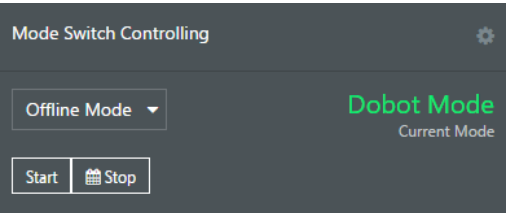 Mode Switch Controlling
Offline Mode
Dobot Mode
Current Mode
Start
Stop